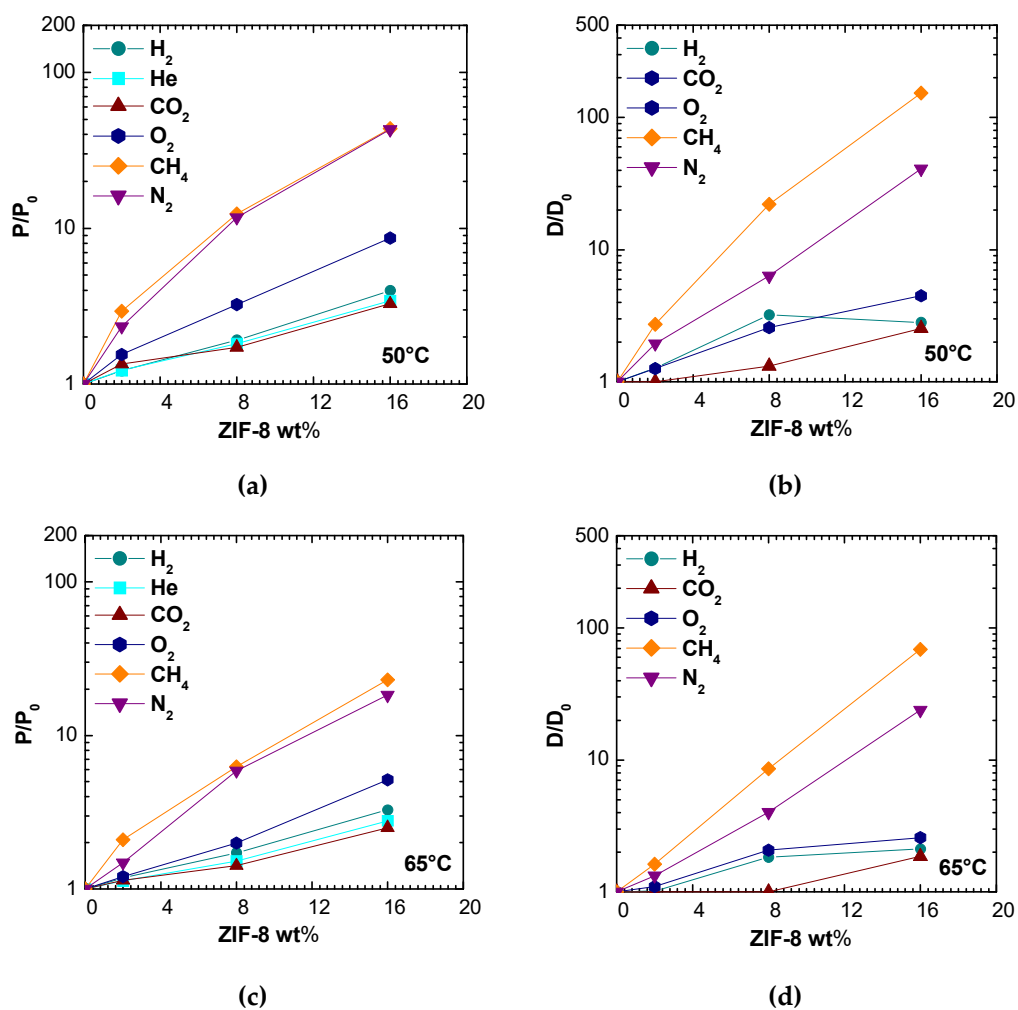 200
100
10
1
P/P₀
H₂
He
CO₂
O₂
CH₄
N₂
50°C
0 4 8 12 16 20
ZIF-8 wt%
(a)
500
100
10
1
D/D₀
H₂
CO₂
O₂
CH₄
N₂
50°C
0 4 8 12 16 20
ZIF-8 wt%
(b)
200
100
10
1
P/P₀
H₂
He
CO₂
O₂
CH₄
N₂
65°C
0 4 8 12 16 20
ZIF-8 wt%
(c)
500
100
10
1
D/D₀
H₂
CO₂
O₂
CH₄
N₂
65°C
0 4 8 12 16 20
ZIF-8 wt%
(d)